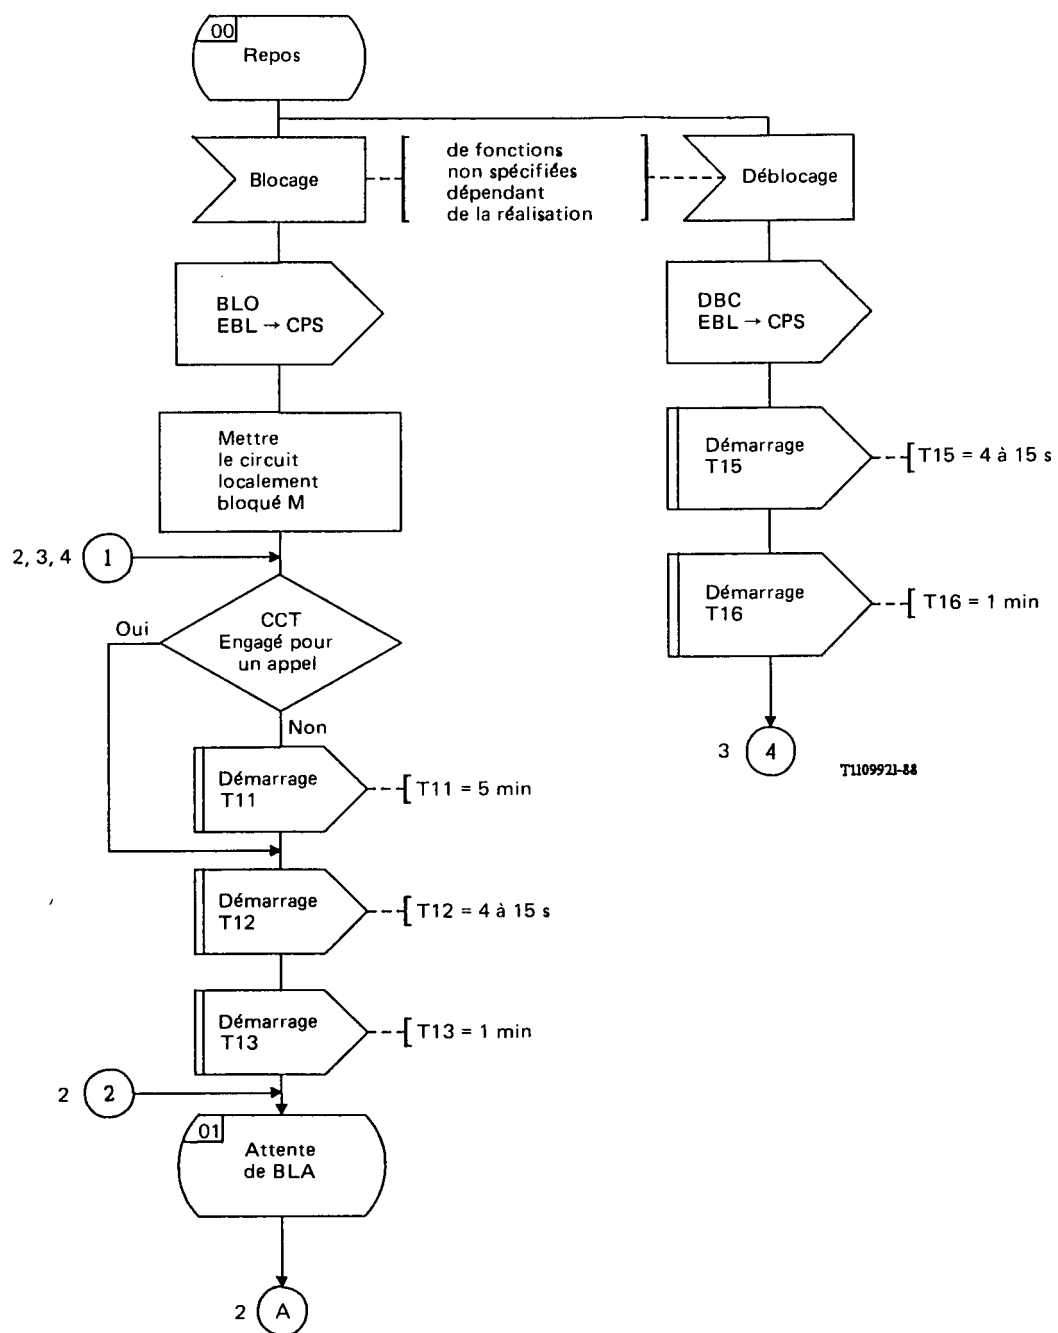 00
Repos
Blocage
de fonctions
non spécifiées
dépendant
de la réalisation
Déblocage
BLO
EBL → CPS
DBC
EBL → CPS
Mettre
le circuit
localement
bloqué M
Démarrage
T15
T15 = 4 à 15 s
2, 3, 4
1
Démarrage
T16
T16 = 1 min
Oui
CCT
Engagé pour
un appel
Non
3
4
T1109921-88
Démarrage
T11
T11 = 5 min
Démarrage
T12
T12 = 4 à 15 s
Démarrage
T13
T13 = 1 min
2
2
01
Attente
de BLA
2
A